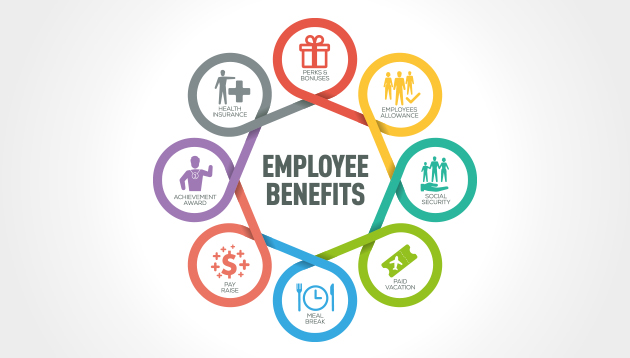 PERKS &
BONUSES
EMPLOYEES
ALLOWANCE
SOCIAL
SECURITY
PAID
VACATION
MEAL
BREAK
PAY
RAISE
ACHIEVEMENT
AWARD
HEALTH
INSURANCE
EMPLOYEE
BENEFITS